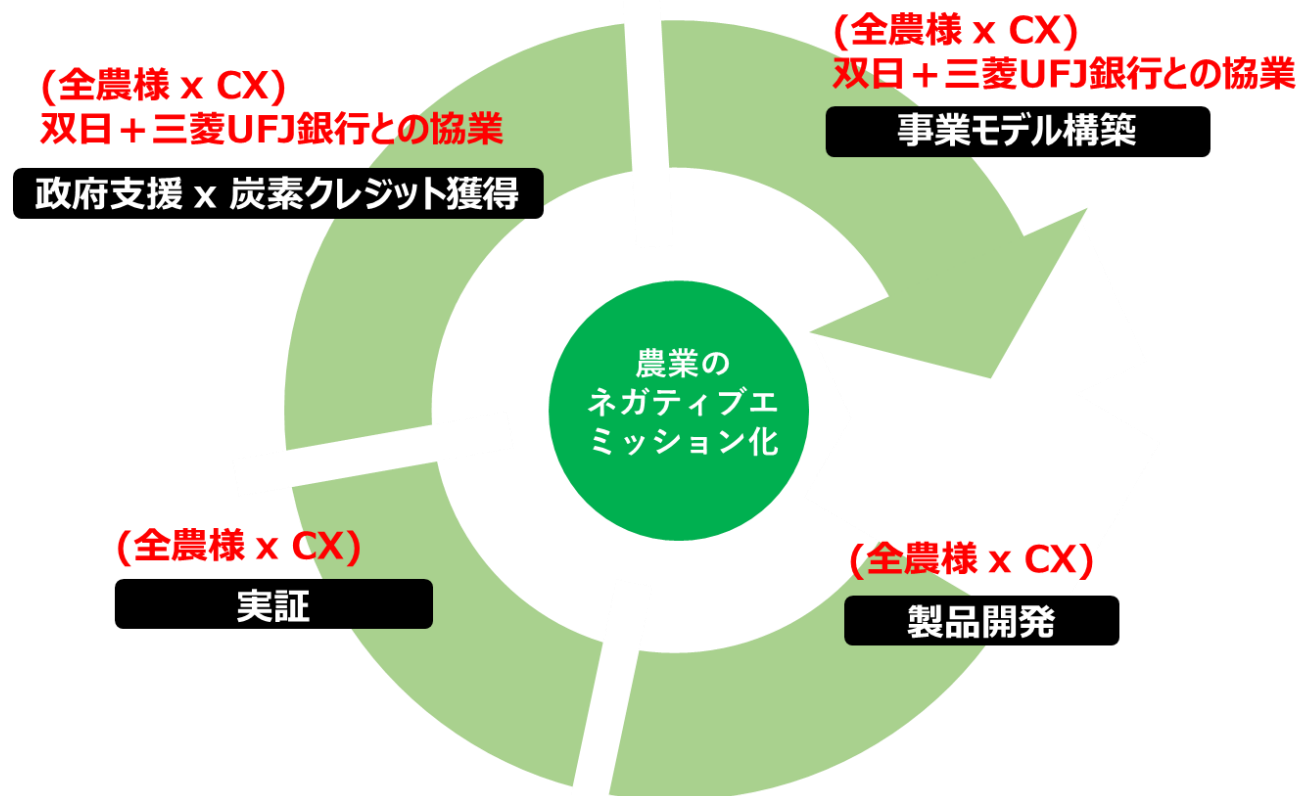 (全農様 x CX)
双日＋三菱UFJ銀行との協業
政府支援 x 炭素クレジット獲得
(全農様 x CX)
双日＋三菱UFJ銀行との協業
事業モデル構築
農業の
ネガティブエ
ミッション化
(全農様 x CX)
実証
(全農様 x CX)
製品開発